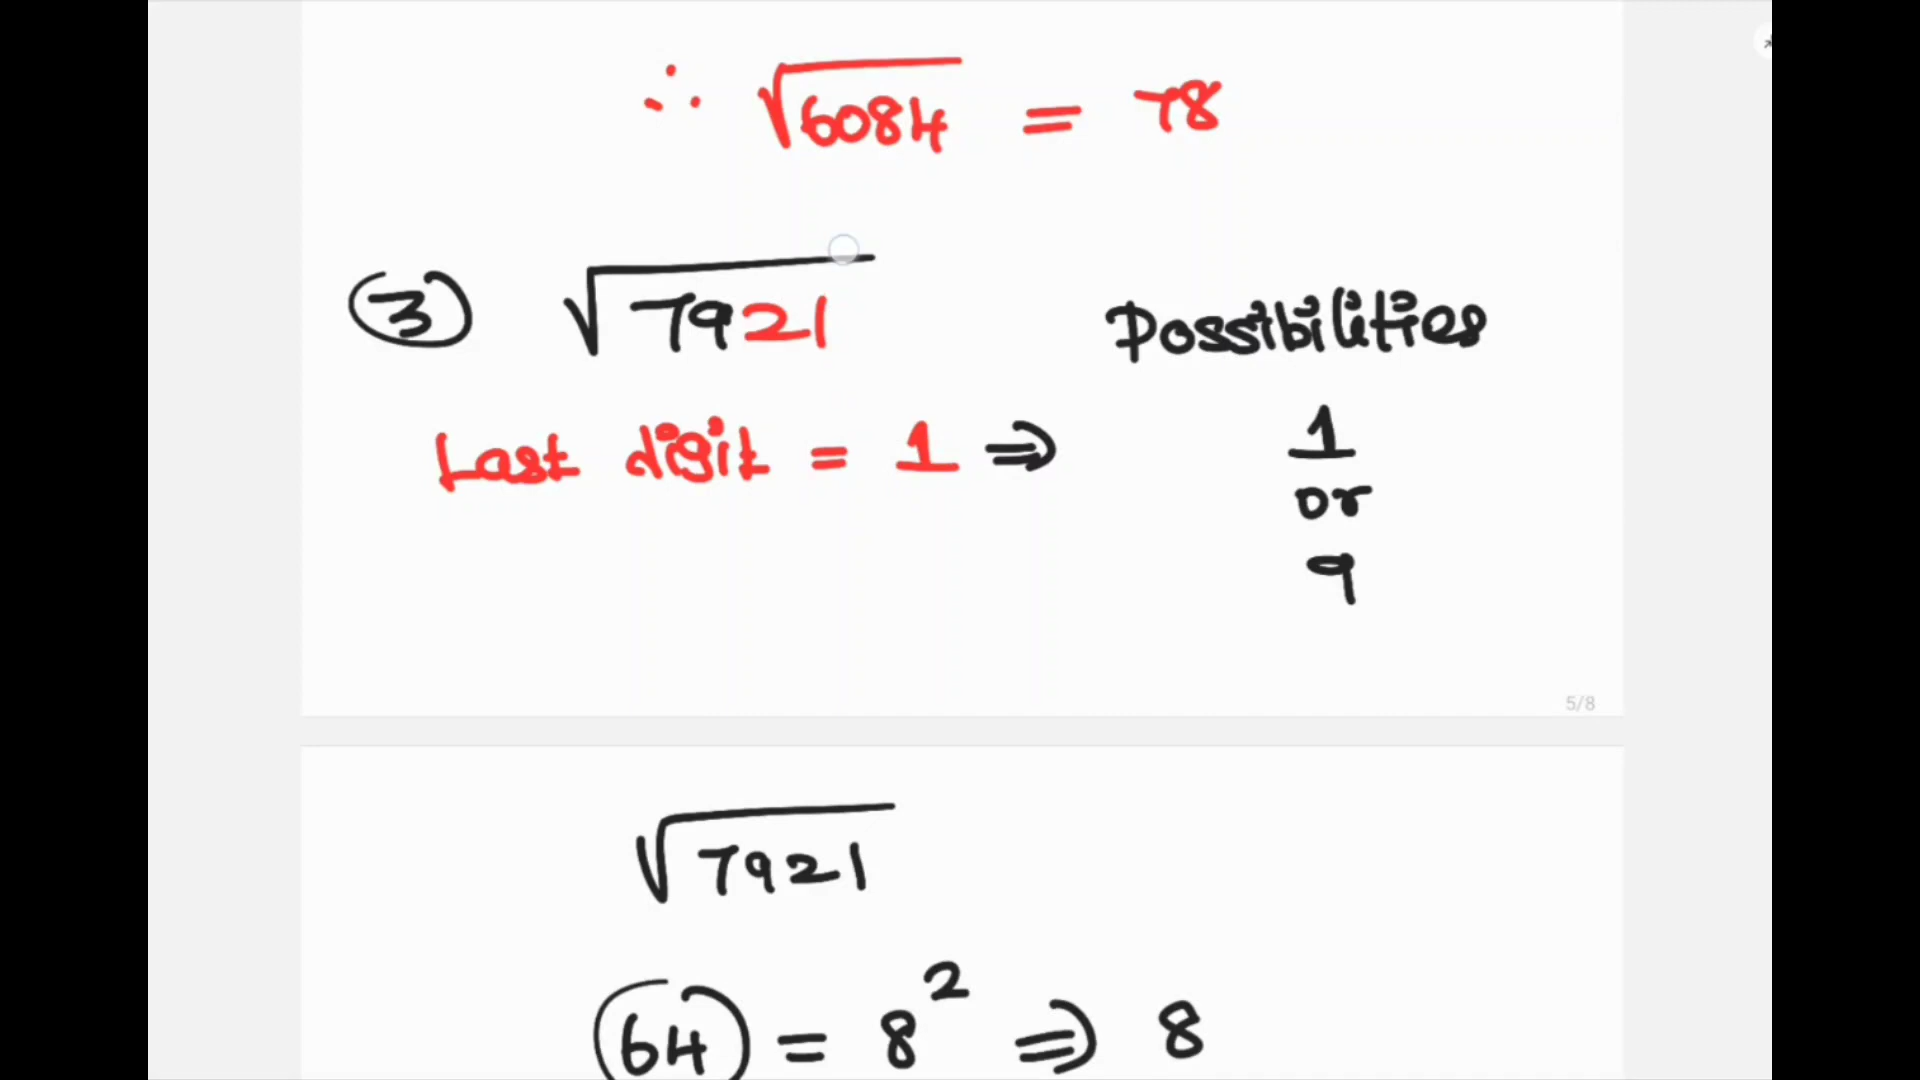 ∴ √6084 = 78
③ √7921 Possibilities
Last digit = 1 ⇒ 1
or
9
5/8
√7921
64 = 8² ⇒ 8